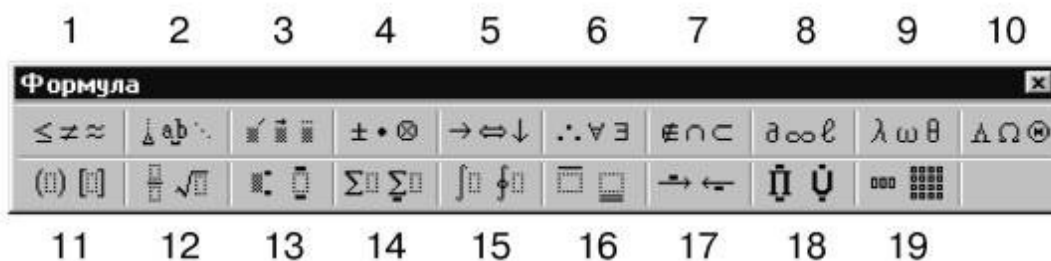 1 2 3 4 5 6 7 8 9 10
Формула
≤ ≠ ≈ a͟b ⋱ ± • ⊗ → ⇔ ↓ ∴ ∀ ∃ ∉ ∩ ⊂ ∂ ∞ ℓ λ ω θ Λ Ω Θ
(▯) [▯] √▯ Σ▯ Σ▯ ∫▯ ∮▯ → ← Π̣ Ụ
11 12 13 14 15 16 17 18 19